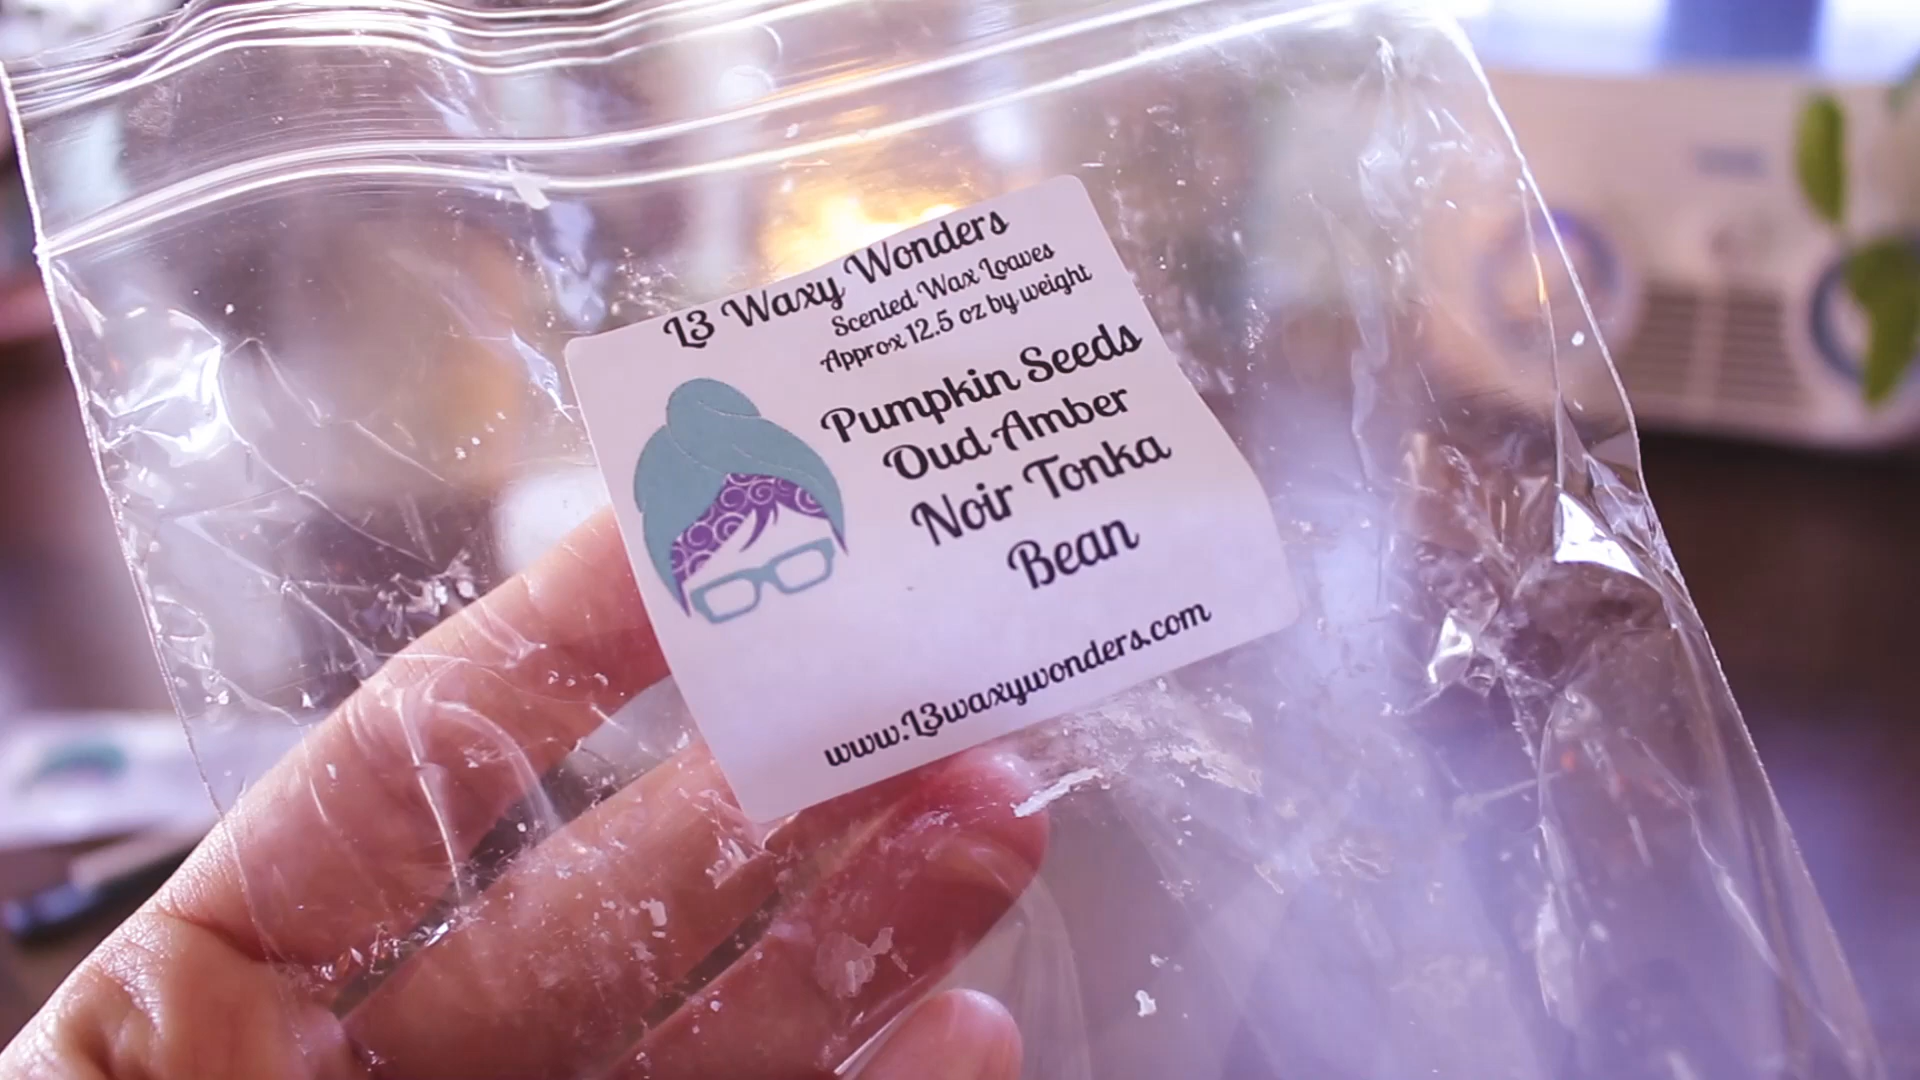 L3 Waxy Wonders
Scented Wax Loaves
Approx 12.5 oz by weight
Pumpkin Seeds
Oud Amber
Noir Tonka
Bean
www.L3waxywonders.com